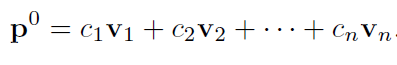 p⁰ = c₁v₁ + c₂v₂ + ⋯ + cₙvₙ.